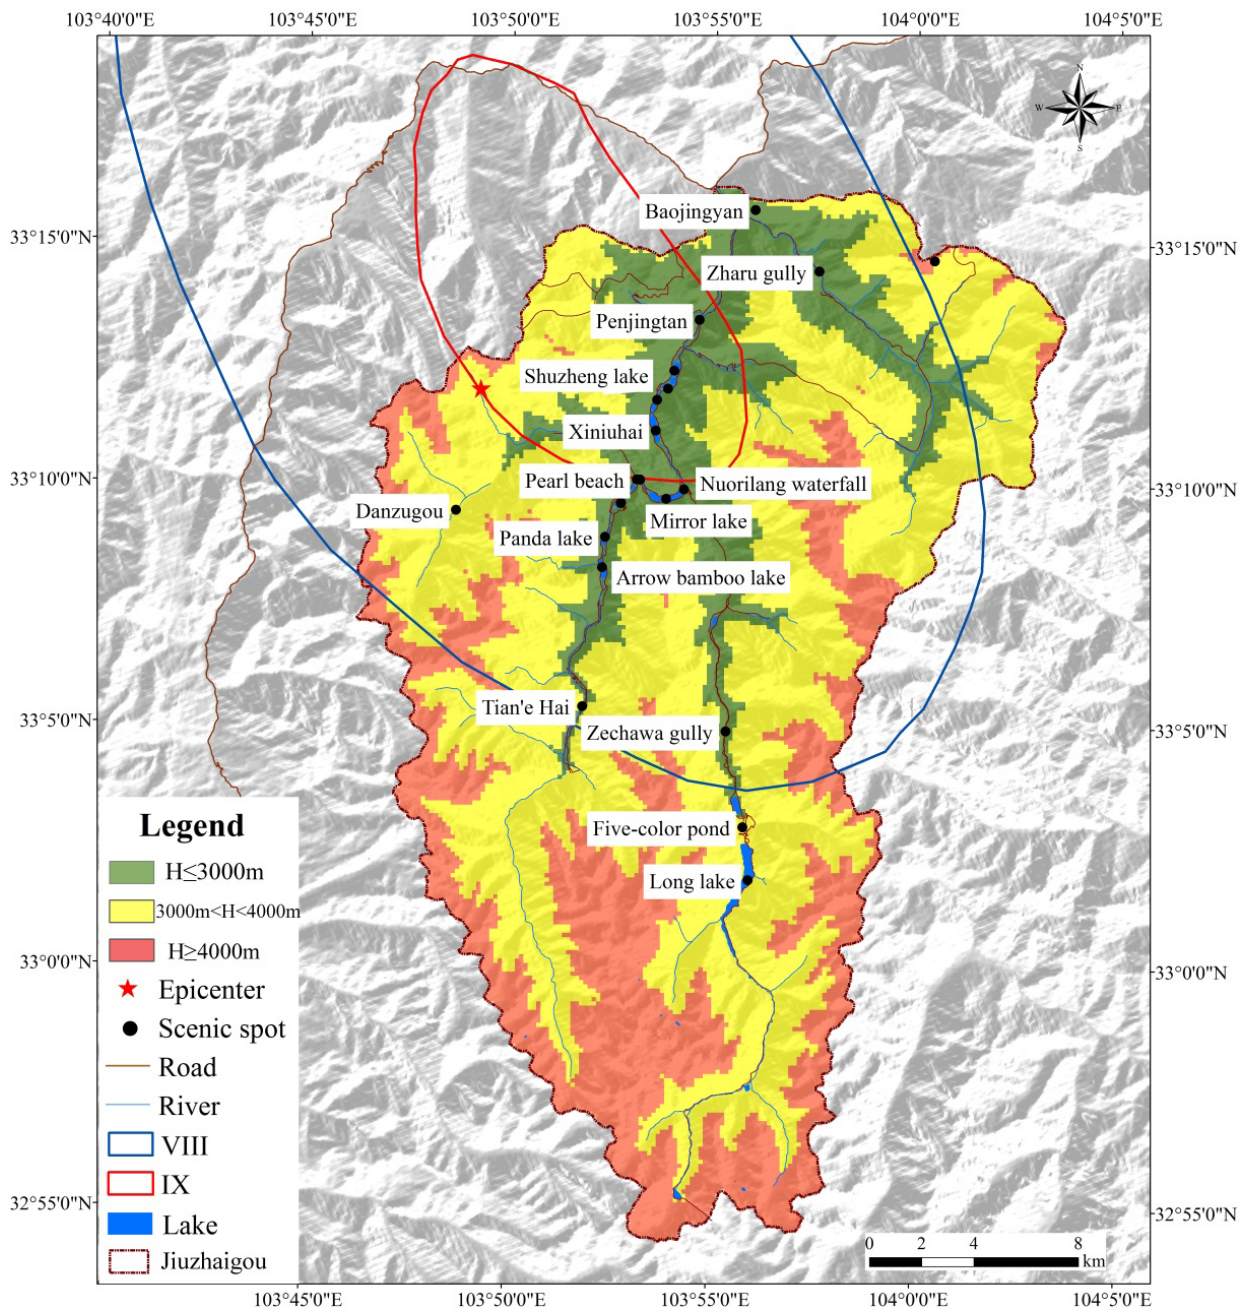 103°40'0"E 103°45'0"E 103°50'0"E 103°55'0"E 104°0'0"E 104°5'0"E
N
W E
S
Baojingyan
33°15'0"N 33°15'0"N
Zharu gully
Penjingtan
Shuzheng lake
Xiniuhai
Pearl beach
Nuorilang waterfall
33°10'0"N 33°10'0"N
Danzugou
Mirror lake
Panda lake
Arrow bamboo lake
Tian'e Hai
33°5'0"N 33°5'0"N
Zechawa gully
Five-color pond
Long lake
Legend
H≤3000m
3000m<H<4000m
H≥4000m
33°0'0"N 33°0'0"N
Epicenter
Scenic spot
Road
River
VIII
IX
32°55'0"N 32°55'0"N
Lake
Jiuzhaigou
0 2 4 8
km
103°45'0"E 103°50'0"E 103°55'0"E 104°0'0"E